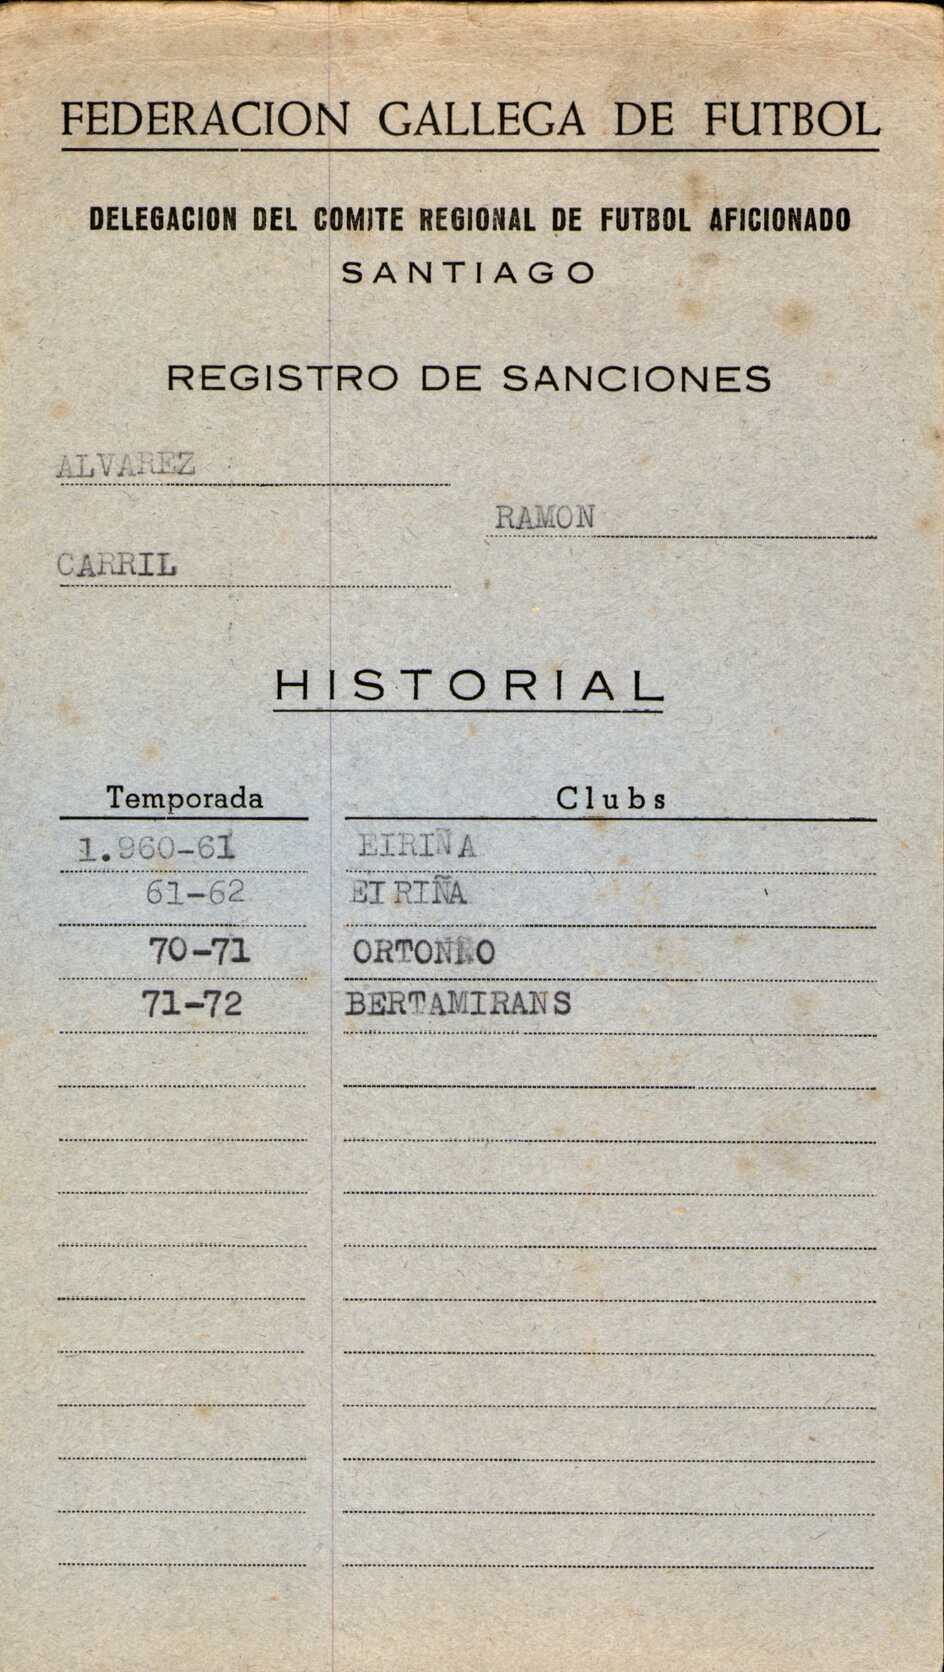 FEDERACION GALLEGA DE FUTBOL
DELEGACION DEL COMITE REGIONAL DE FUTBOL AFICIONADO
SANTIAGO
REGISTRO DE SANCIONES
ALVAREZ
RAMON
CARRIL
HISTORIAL
Temporada Clubs
1.960-61 EIRIÑA
61-62 EIRIÑA
70-71
71-72 BERTAMIRANS